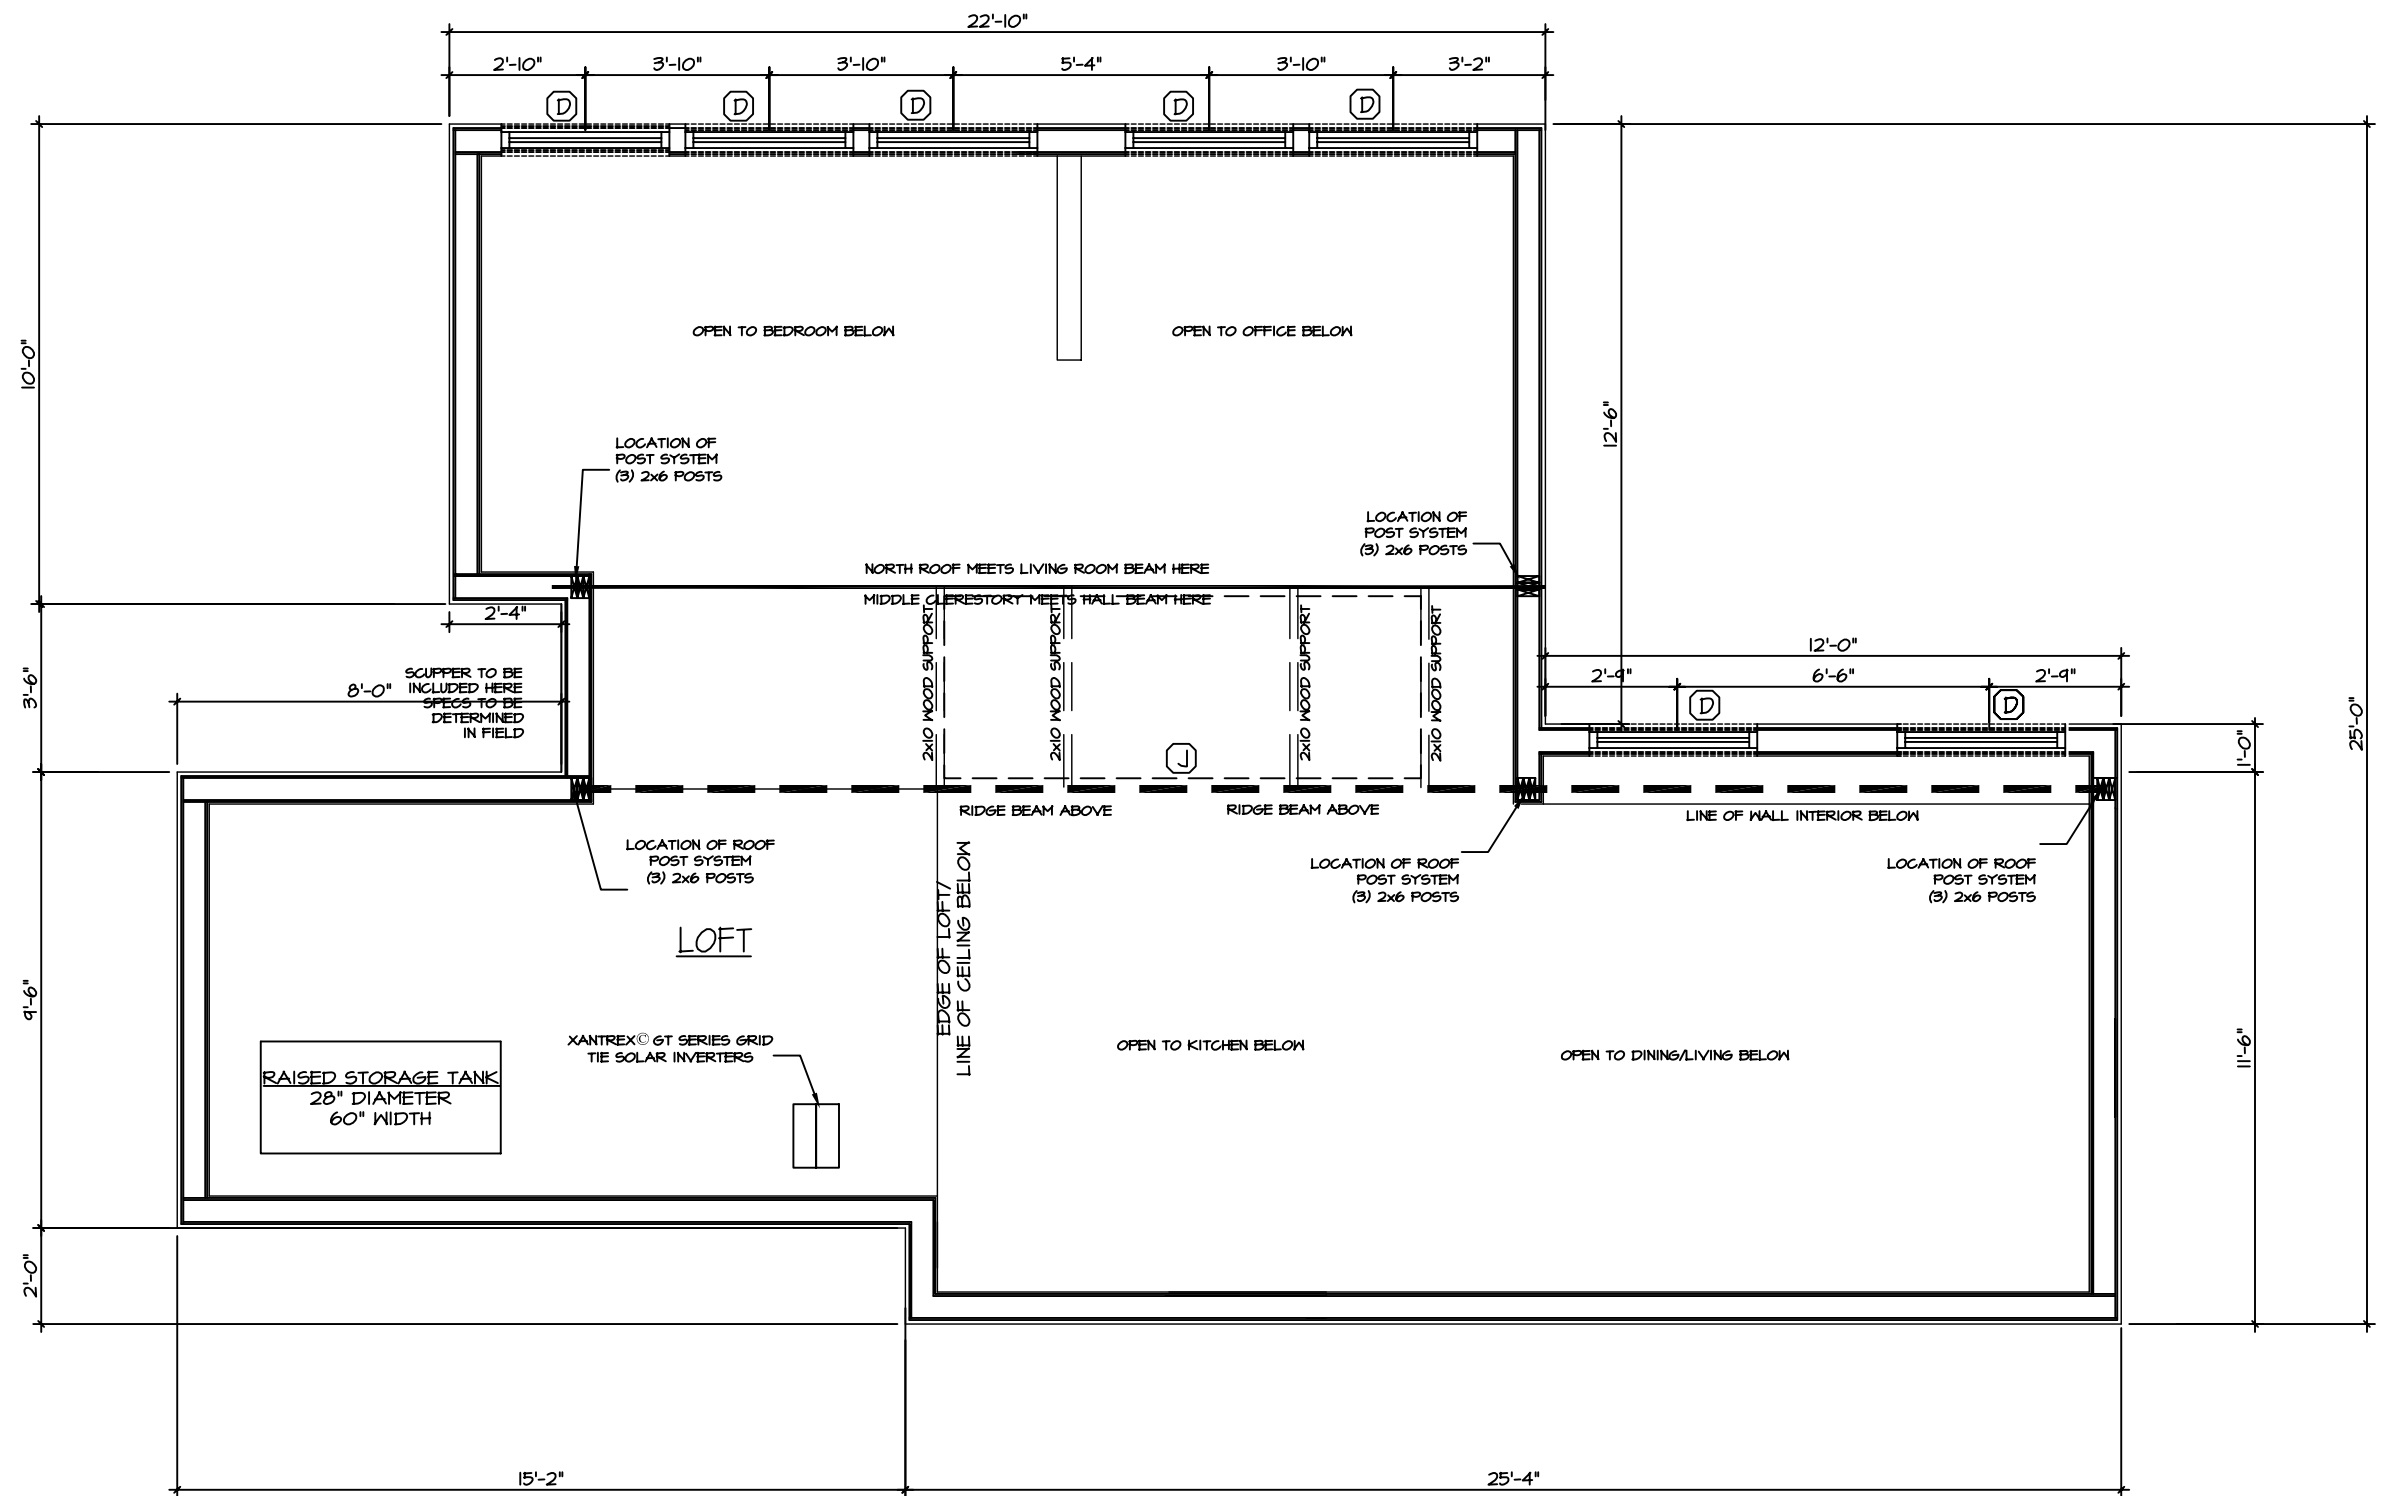 22'-10"
2'-10"
3'-10"
3'-10"
5'-4"
3'-10"
3'-2"
D
D
D
D
D
10'-0"
12'-6"
25'-0"
OPEN TO BEDROOM BELOW
OPEN TO OFFICE BELOW
LOCATION OF
POST SYSTEM
(3) 2x6 POSTS
LOCATION OF
POST SYSTEM
(3) 2x6 POSTS
NORTH ROOF MEETS LIVING ROOM BEAM HERE
MIDDLE CLERESTORY MEETS HALL BEAM HERE
2'-4"
3'-6"
8'-0"
SCUPPER TO BE
INCLUDED HERE
SPECS TO BE
DETERMINED
IN FIELD
2x10 WOOD SUPPORT
2x10 WOOD SUPPORT
2x10 WOOD SUPPORT
2x10 WOOD SUPPORT
J
12'-0"
2'-9"
6'-6"
2'-9"
D
D
1'-0"
RIDGE BEAM ABOVE
RIDGE BEAM ABOVE
LINE OF WALL INTERIOR BELOW
LOCATION OF ROOF
POST SYSTEM
(3) 2x6 POSTS
LOCATION OF ROOF
POST SYSTEM
(3) 2x6 POSTS
LOCATION OF ROOF
POST SYSTEM
(3) 2x6 POSTS
LOFT
EDGE OF LOFT/
LINE OF CEILING BELOW
9'-6"
11'-6"
XANTREX© GT SERIES GRID
TIE SOLAR INVERTERS
OPEN TO KITCHEN BELOW
OPEN TO DINING/LIVING BELOW
RAISED STORAGE TANK
28" DIAMETER
60" WIDTH
2'-0"
15'-2"
25'-4"